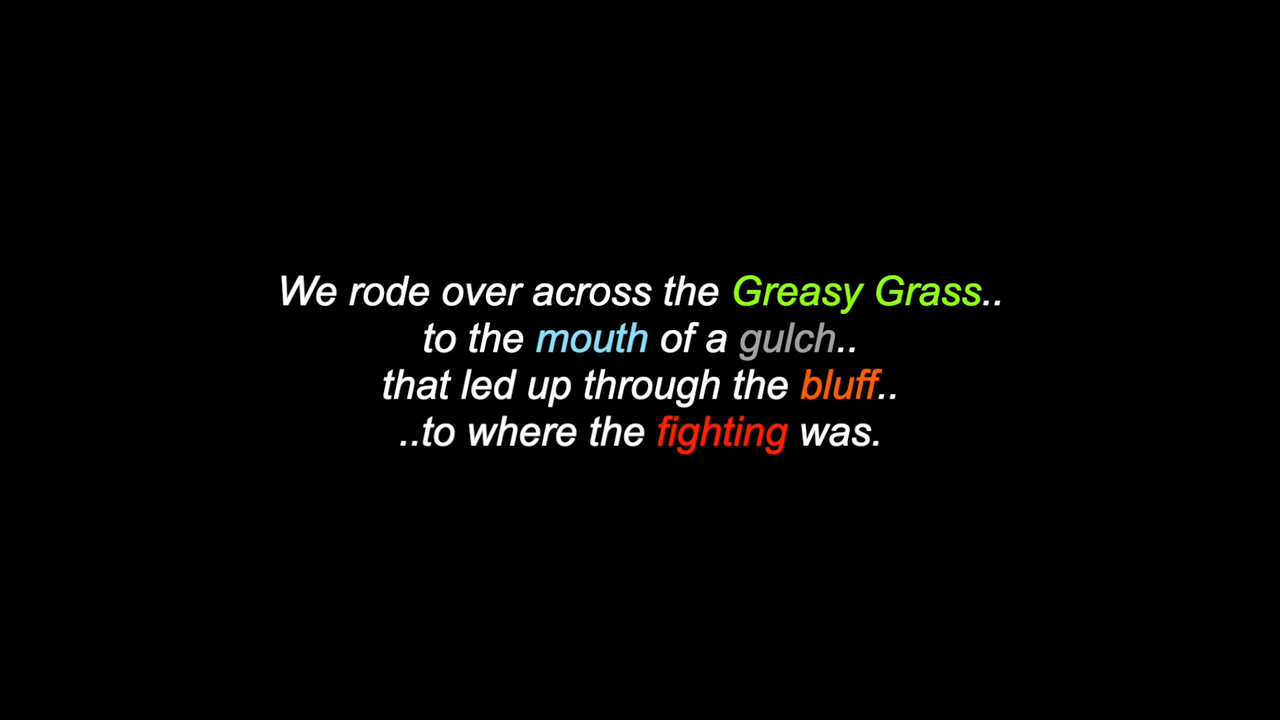 We rode over across the Greasy Grass..
to the mouth of a gulch..
that led up through the bluff..
..to where the fighting was.